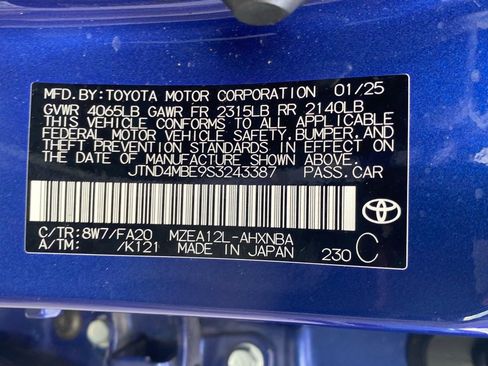 MFD.BY:TOYOTA MOTOR CORPORATION 01/25
GVWR 4065LB GAWR FR 2315LB RR 2140LB
THIS VEHICLE CONFORMS TO ALL APPLICABLE
FEDERAL MOTOR VEHICLE SAFETY,BUMPER,AND
THEFT PREVENTION STANDARDS IN EFFECT ON
THE DATE OF MANUFACTURE SHOWN ABOVE.
JTND4MBE9S3243387 PASS.CAR
C/TR:8W7/FA20 MZEA12L-AHXNBA
A/TM: /K121 MADE IN JAPAN 230 C
TOYOTA